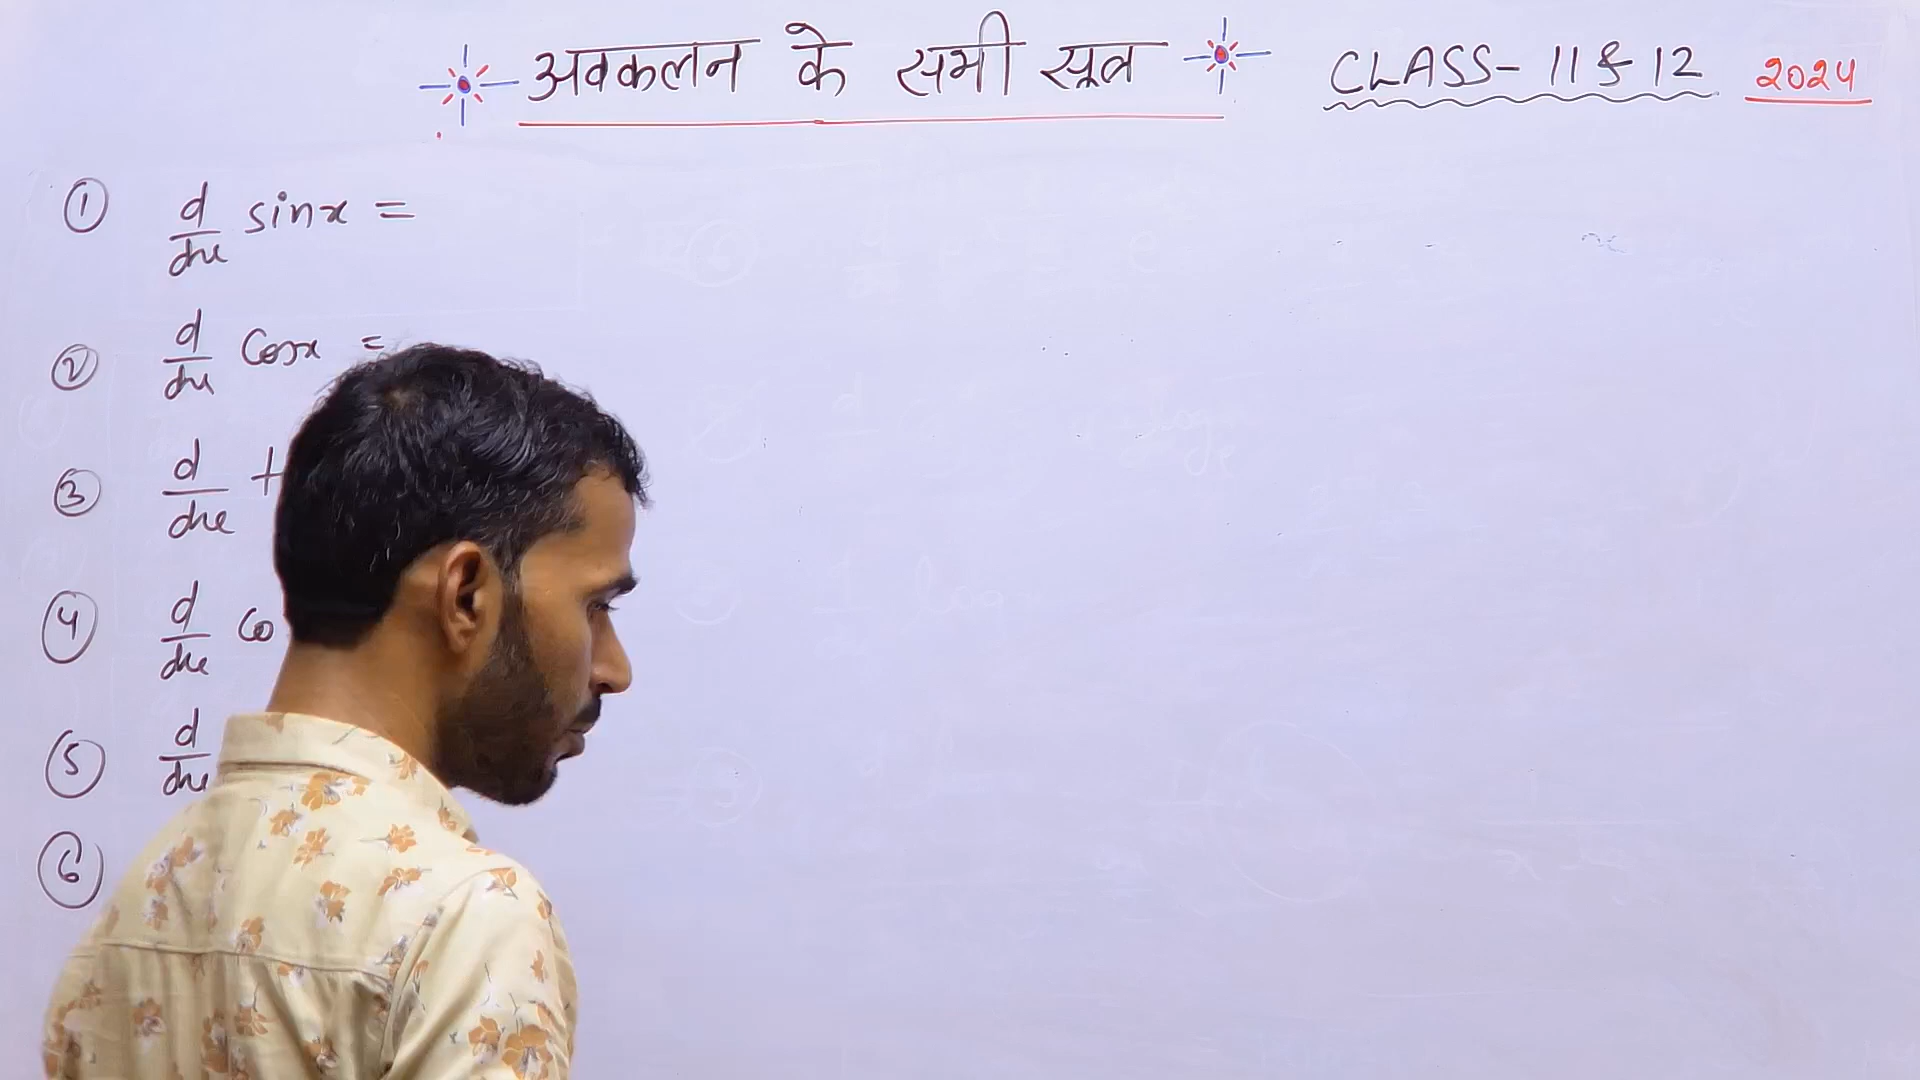 अवकलन के सभी सूत्र CLASS- 11 & 12 2024
① d/dx sinx =
② d/dx Cosx =
③ d/dx
④ d/dx
⑤ d/dx
⑥